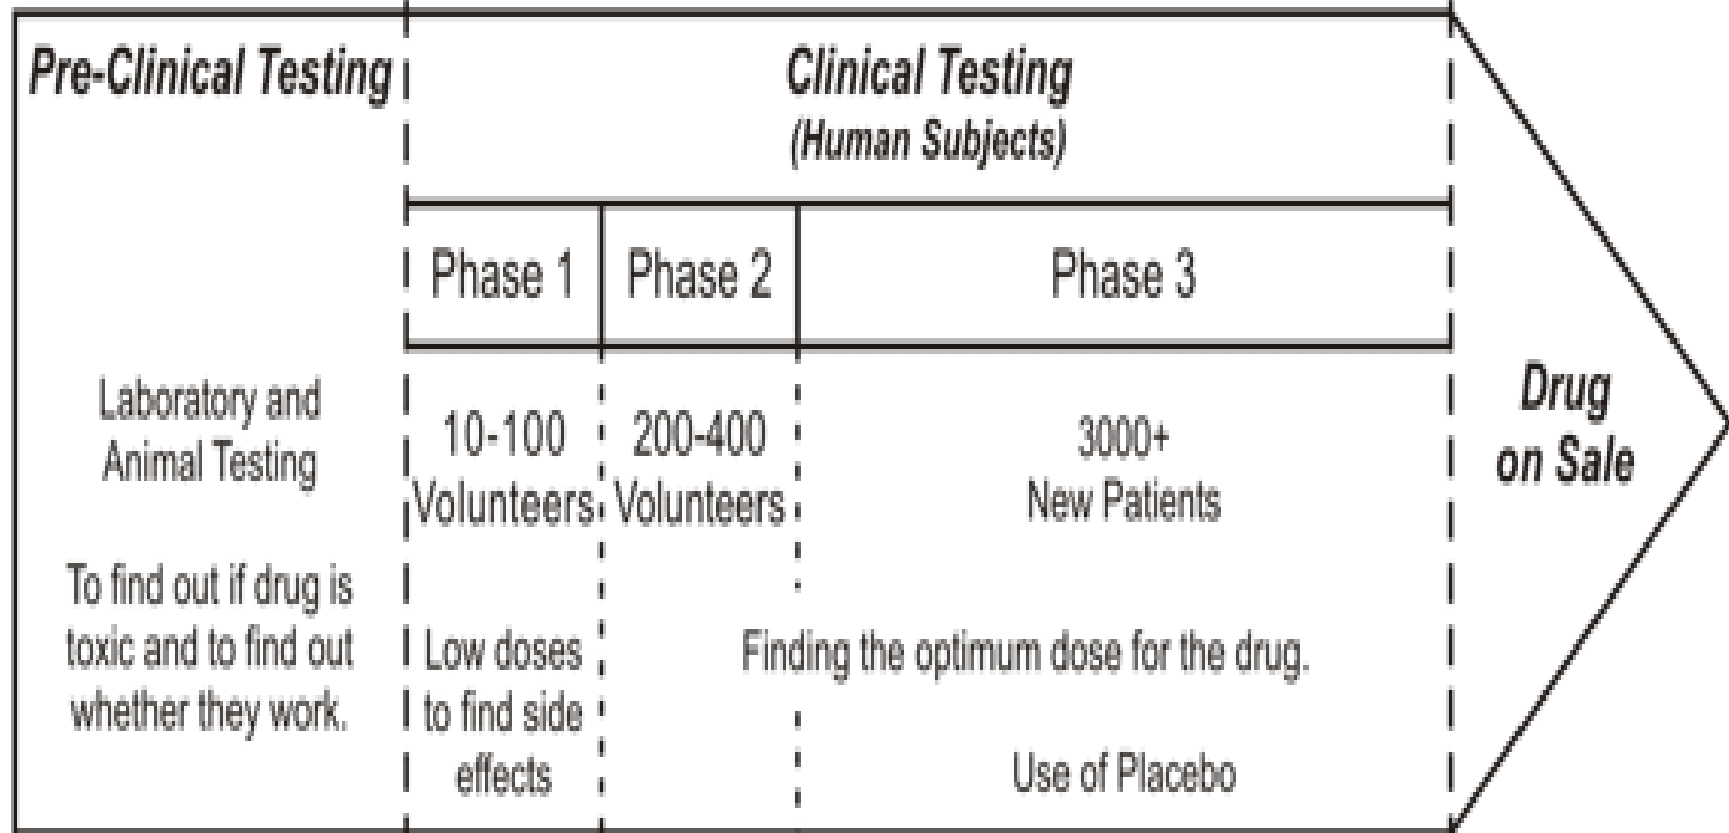 Pre-Clinical Testing
Clinical Testing
(Human Subjects)
Phase 1
Phase 2
Phase 3
Laboratory and
Animal Testing
To find out if drug is
toxic and to find out
whether they work.
10-100
Volunteers
Low doses
to find side
effects
200-400
Volunteers
3000+
New Patients
Finding the optimum dose for the drug.
Use of Placebo
Drug
on Sale